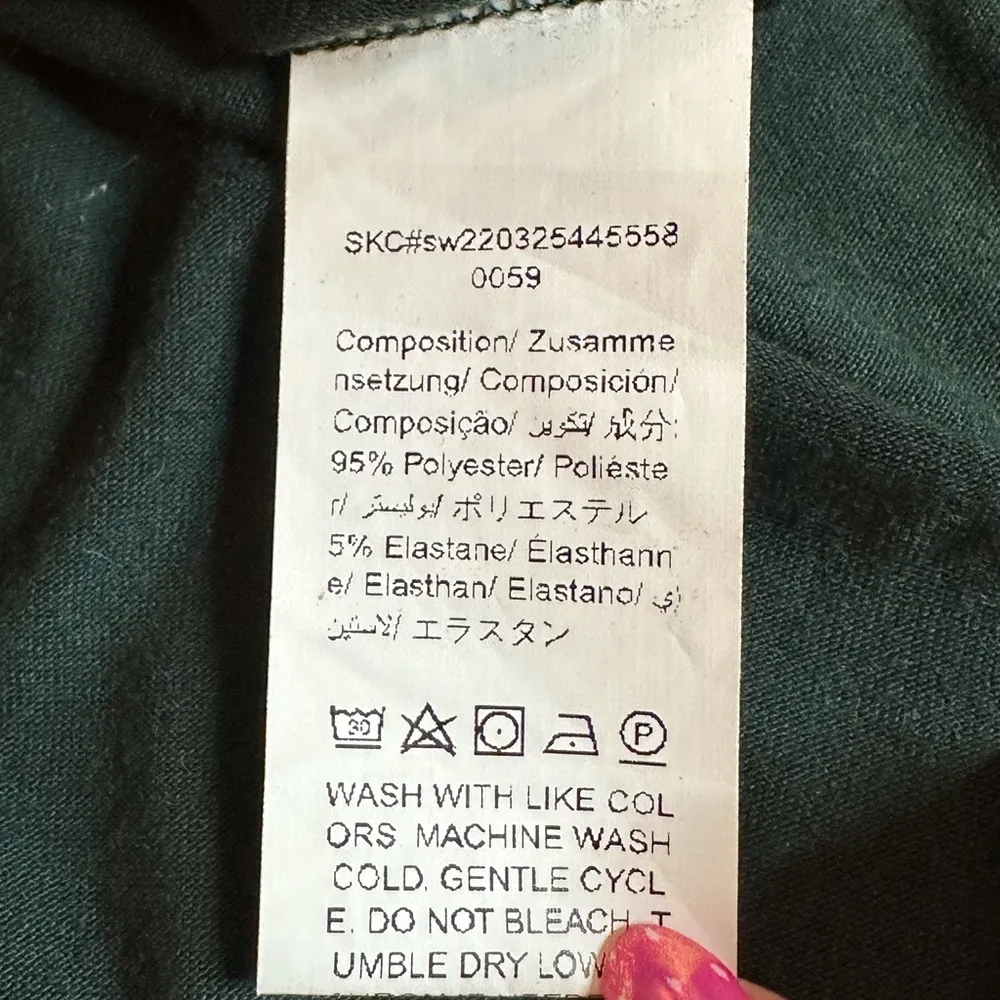 SKC#sw220325445558
0059
Composition/ Zusamme
nsetzung/ Composición/
Composição/ تكوين/ 成分:
95% Polyester/ Poliéste
r/ بوليستر/ ポリエステル
5% Elastane/ Élasthann
e/ Elasthan/ Elastano/ إي
لاستين/ エラスタン
30
P
WASH WITH LIKE COL
ORS. MACHINE WASH
COLD. GENTLE CYCL
E. DO NOT BLEACH. T
UMBLE DRY LOW